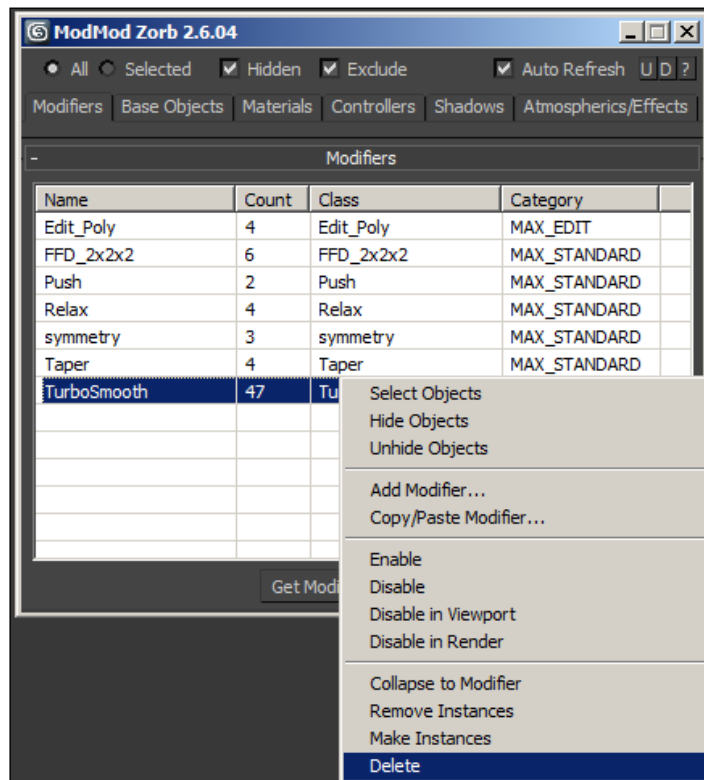 ModMod Zorb 2.6.04
All Selected Hidden Exclude Auto Refresh U D ?
Modifiers Base Objects Materials Controllers Shadows Atmospherics/Effects
- Modifiers
Name Count Class Category
Edit_Poly 4 Edit_Poly MAX_EDIT
FFD_2x2x2 6 FFD_2x2x2 MAX_STANDARD
Push 2 Push MAX_STANDARD
Relax 4 Relax MAX_STANDARD
symmetry 3 symmetry MAX_STANDARD
Taper 4 Taper MAX_STANDARD
TurboSmooth 47 Tu
Select Objects
Hide Objects
Unhide Objects
Add Modifier...
Copy/Paste Modifier...
Enable
Get Modi
Disable
Disable in Viewport
Disable in Render
Collapse to Modifier
Remove Instances
Make Instances
Delete